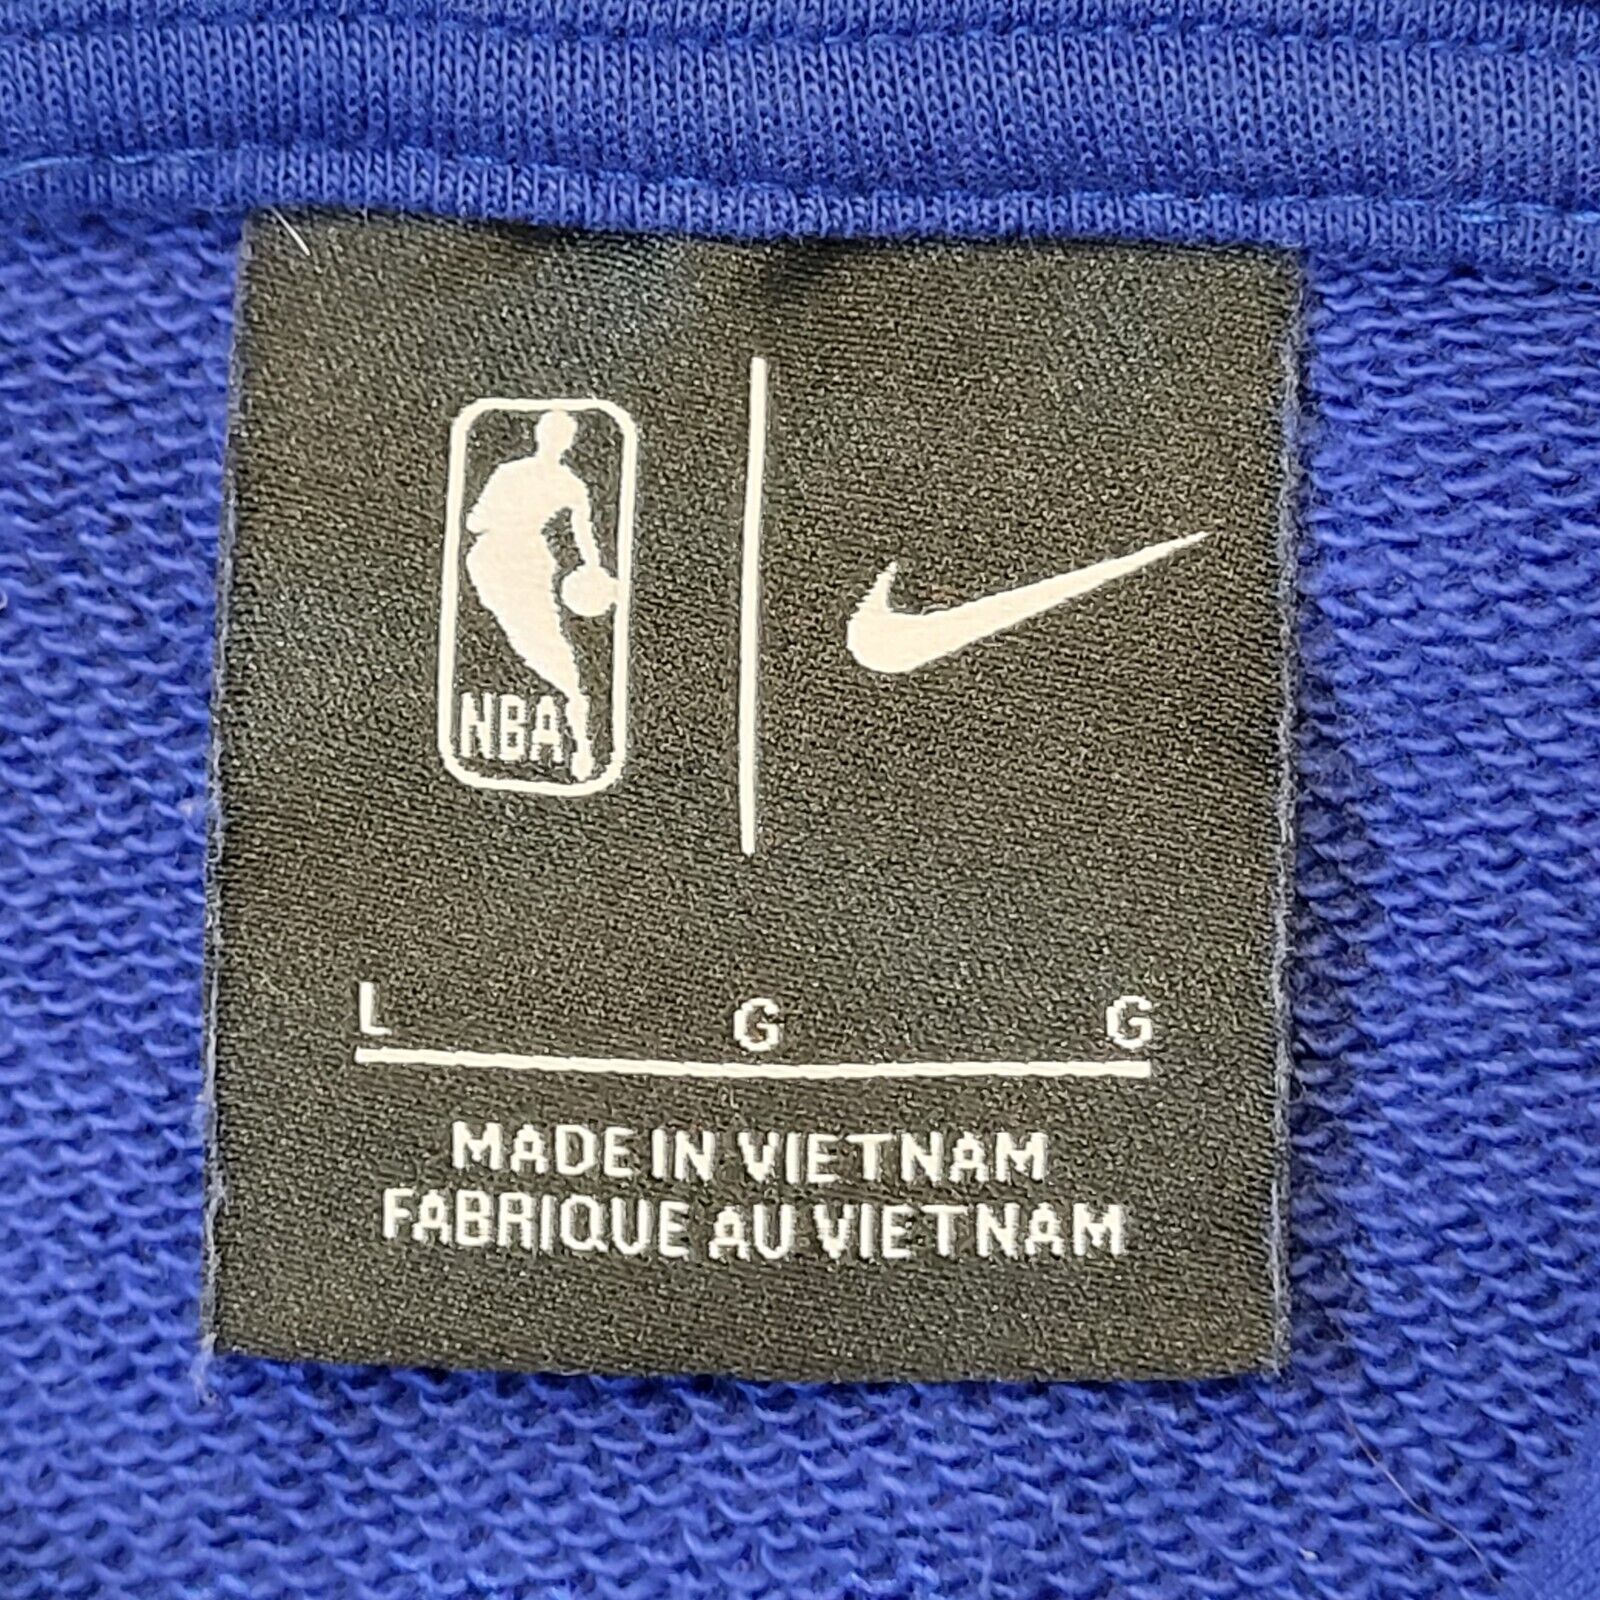 NBA
L G G
MADE IN VIETNAM
FABRIQUE AU VIETNAM